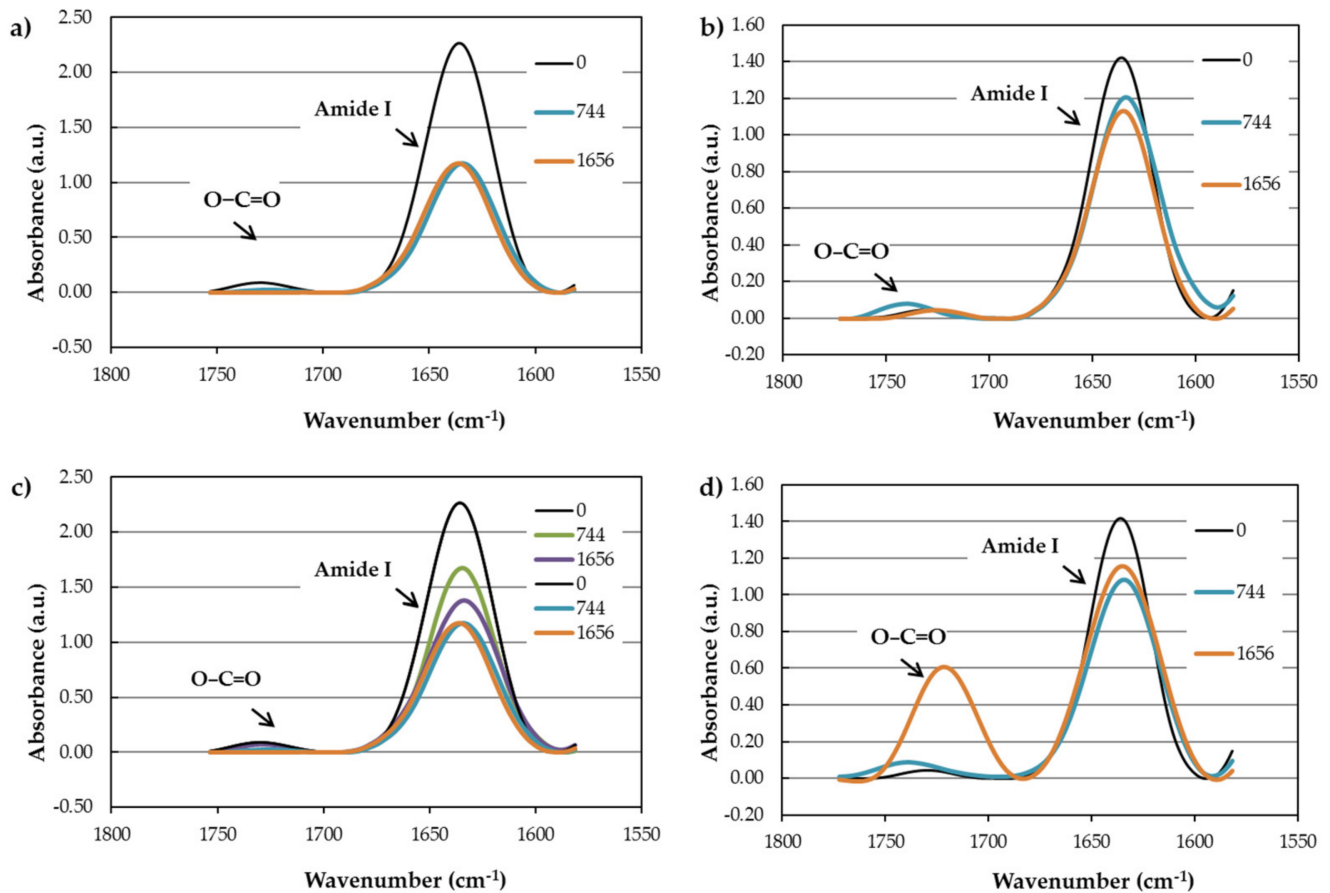 a)
2.50
2.00
1.50
1.00
0.50
0.00
-0.50
Absorbance (a.u.)
Amide I
O–C=O
0
744
1656
1800 1750 1700 1650 1600 1550
Wavenumber (cm-1)
b)
1.60
1.40
1.20
1.00
0.80
0.60
0.40
0.20
0.00
-0.20
Absorbance (a.u.)
Amide I
O–C=O
0
744
1656
1800 1750 1700 1650 1600 1550
Wavenumber (cm-1)
c)
2.50
2.00
1.50
1.00
0.50
0.00
-0.50
Absorbance (a.u.)
Amide I
O–C=O
0
744
1656
0
744
1656
1800 1750 1700 1650 1600 1550
Wavenumber (cm-1)
d)
1.60
1.40
1.20
1.00
0.80
0.60
0.40
0.20
0.00
-0.20
Absorbance (a.u.)
Amide I
O–C=O
0
744
1656
1800 1750 1700 1650 1600 1550
Wavenumber (cm-1)